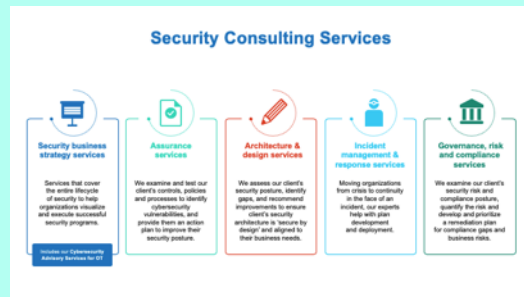 Security Consulting Services
Security business
strategy services
Services that cover
the entire lifecycle
of security to help
organizations visualize
and execute successful
security programs.
Includes our Cybersecurity
Advisory Services for OT
Assurance
services
We examine and test our
client's controls, policies
and processes to identify
cybersecurity
vulnerabilities, and
provide them an action
plan to improve their
security posture.
Architecture &
design services
We assess our client's
security posture, identify
gaps, and recommend
improvements to ensure
client's security
architecture is 'secure by
design' and aligned to
their business needs.
Incident
management &
response services
Moving organizations
from crisis to continuity
in the face of an
incident, our experts
help with plan
development
and deployment.
Governance, risk
and compliance
services
We examine our client's
security risk and
compliance posture,
quantify the risk and
develop and prioritize
a remediation plan
for compliance gaps and
business risks.